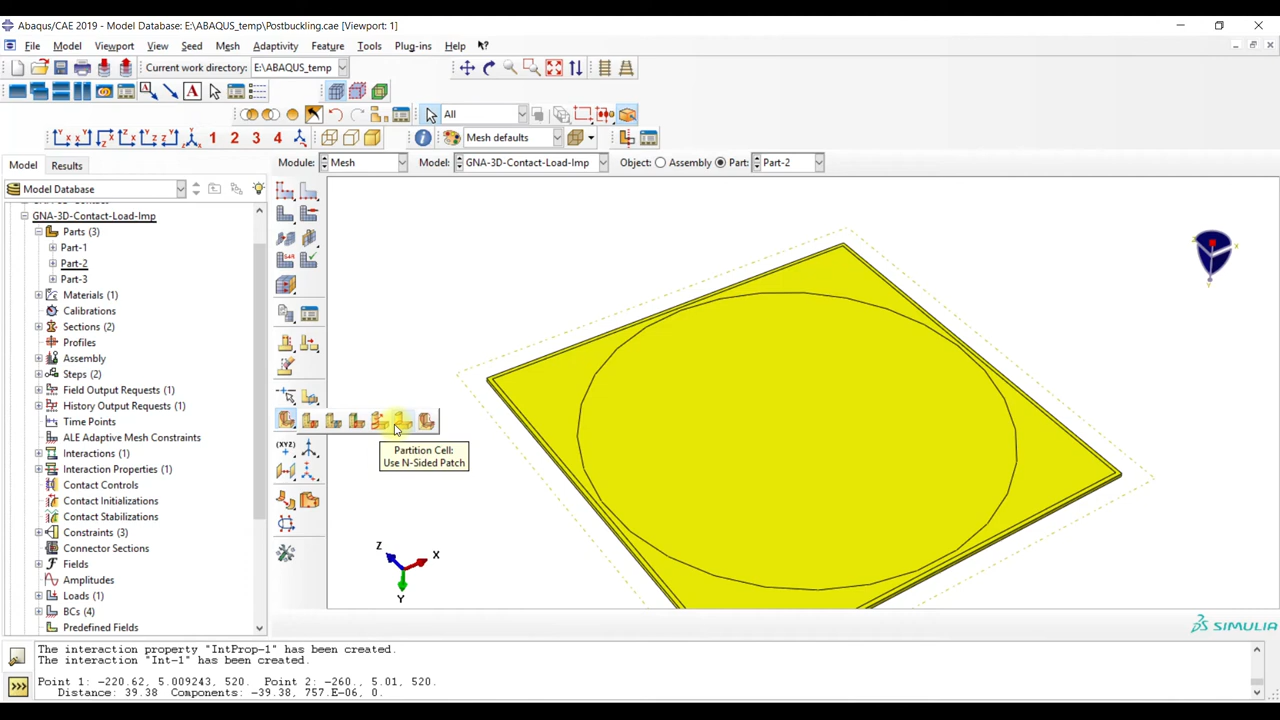 Abaqus/CAE 2019 - Model Database: E:\ABAQUS_temp\Postbuckling.cae [Viewport: 1]
File Model Viewport View Seed Mesh Adaptivity Feature Tools Plug-ins Help
Current work directory: E:\ABAQUS_temp
All
1 2 3 4 Mesh defaults
Model Results Module: Mesh Model: GNA-3D-Contact-Load-Imp Object: Assembly Part: Part-2
Model Database
GNA-3D-Contact-Load-Imp
Parts (3)
Part-1
Part-2
Part-3
Materials (1)
Calibrations
Sections (2)
Profiles
Assembly
Steps (2)
Field Output Requests (1)
History Output Requests (1)
Time Points
ALE Adaptive Mesh Constraints
Interactions (1)
Interaction Properties (1)
Contact Controls
Contact Initializations
Contact Stabilizations
Constraints (3)
Connector Sections
Fields
Amplitudes
Loads (1)
BCs (4)
Predefined Fields
(XYZ)
Partition Cell:
Use N-Sided Patch
Z
X
Y
SIMULIA
The interaction property "IntProp-1" has been created.
The interaction "Int-1" has been created.
Point 1: -220.62, 5.009243, 520. Point 2: -260., 5.01, 520.
Distance: 39.38 Components: -39.38, 757.E-06, 0.
>>>